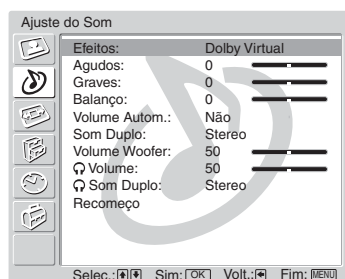 Ajuste do Som
Efeitos: Dolby Virtual
Agudos: 0
Graves: 0
Balanço: 0
Volume Autom.: Não
Som Duplo: Stereo
Volume Woofer: 50
Volume: 50
Som Duplo: Stereo
Recomeço
Selec.: Sim: OK Volt.: Fim: MENU